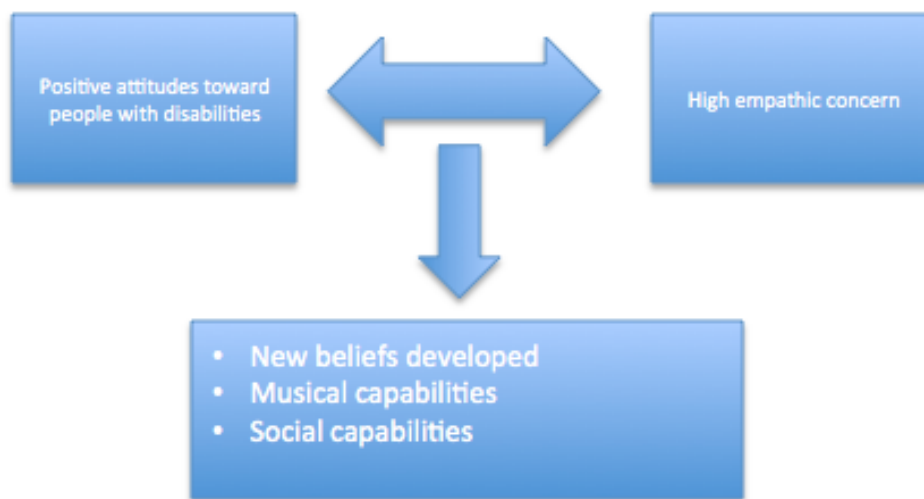 Positive attitudes toward
people with disabilities
High empathic concern
• New beliefs developed
• Musical capabilities
• Social capabilities